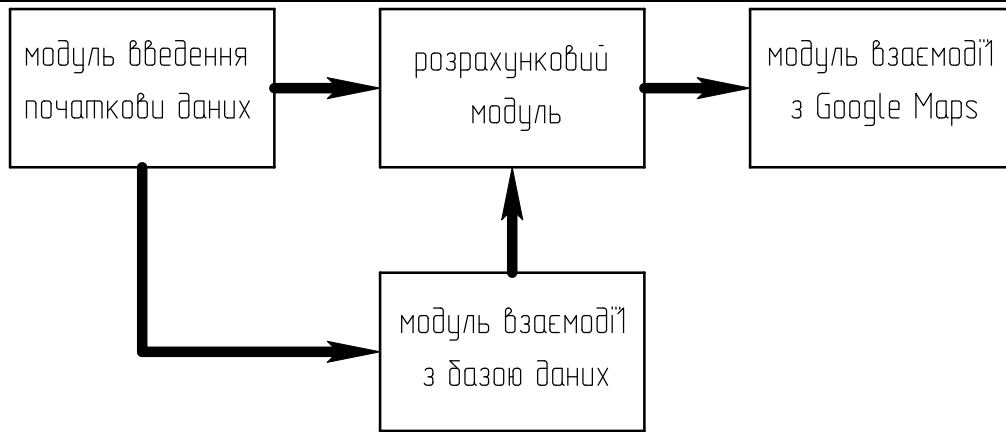 модуль введення
початкови даних
розрахунковий
модуль
модуль взаємодії
з Google Maps
модуль взаємодії
з базою даних